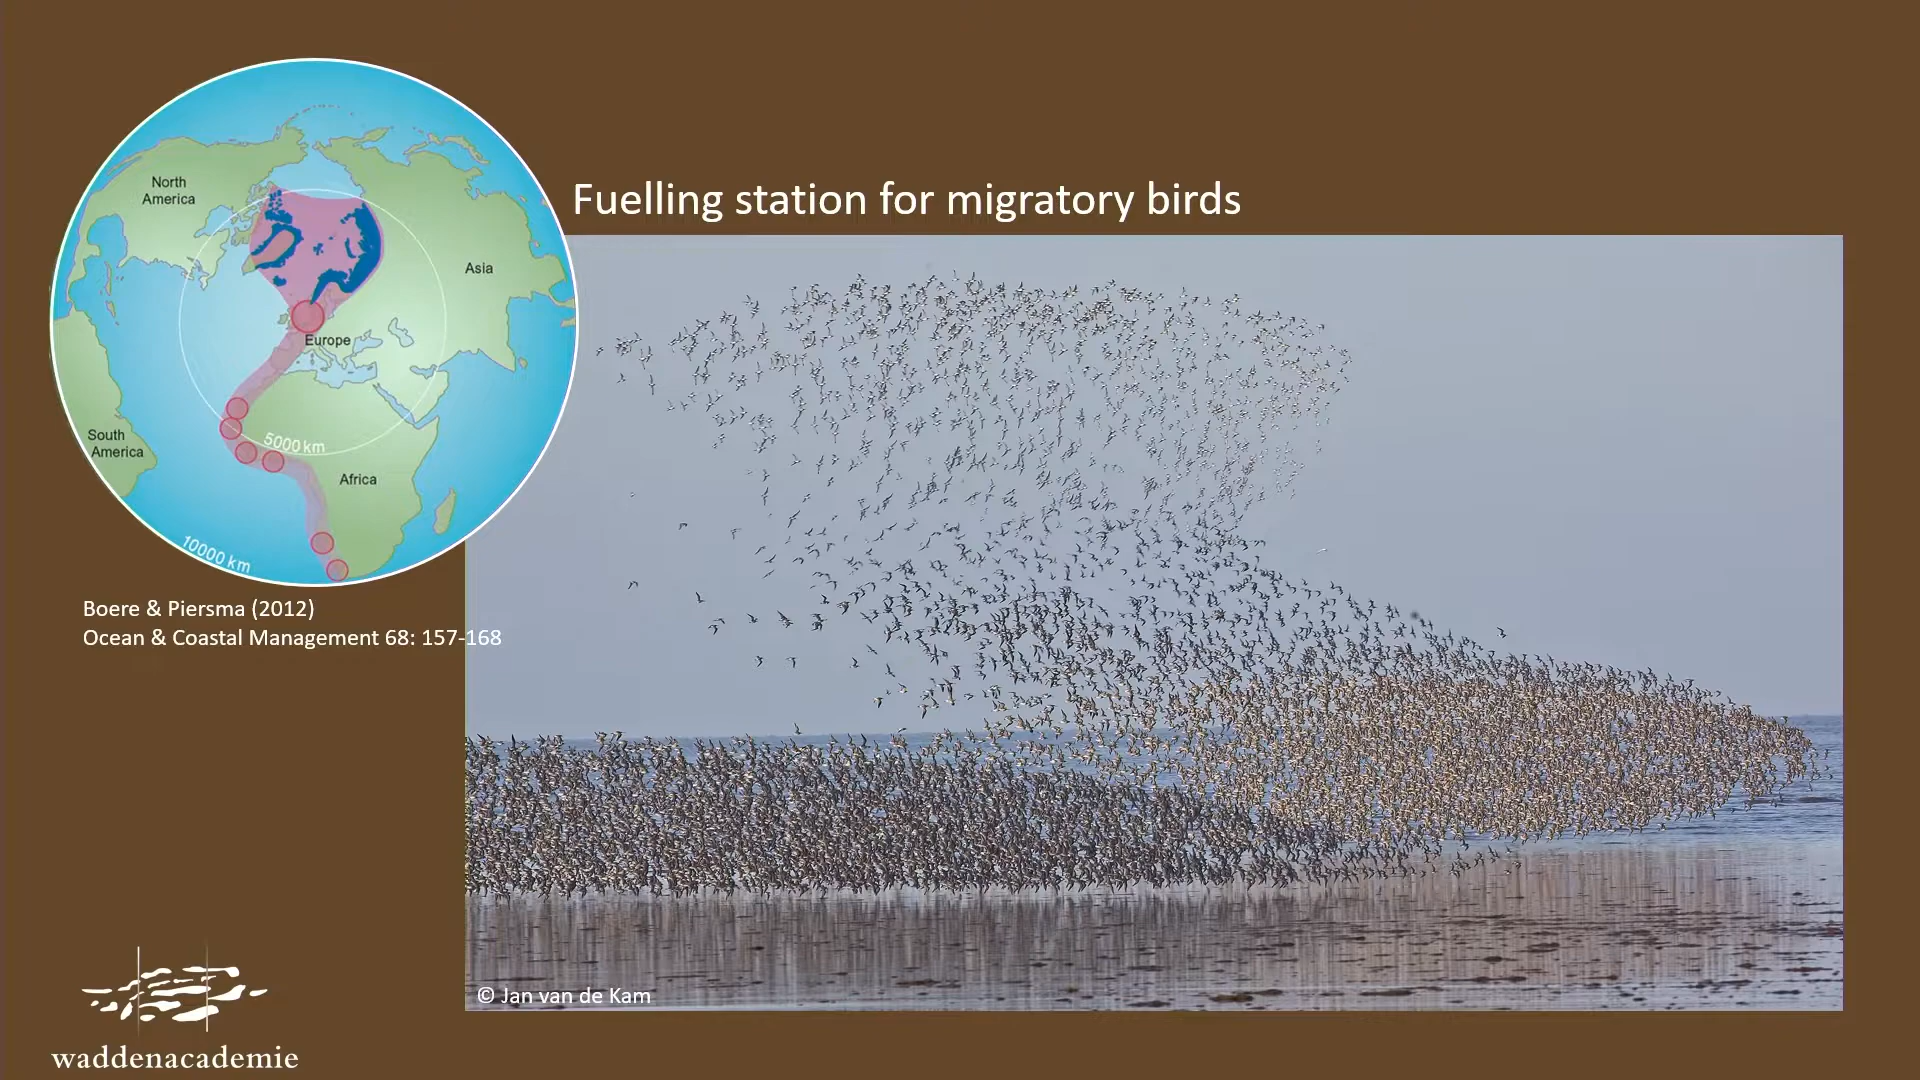 Fuelling station for migratory birds
North
America
Asia
Europe
5000 km
South
America
Africa
10000 km
Boere & Piersma (2012)
Ocean & Coastal Management 68: 157-168
© Jan van de Kam
waddenacademie